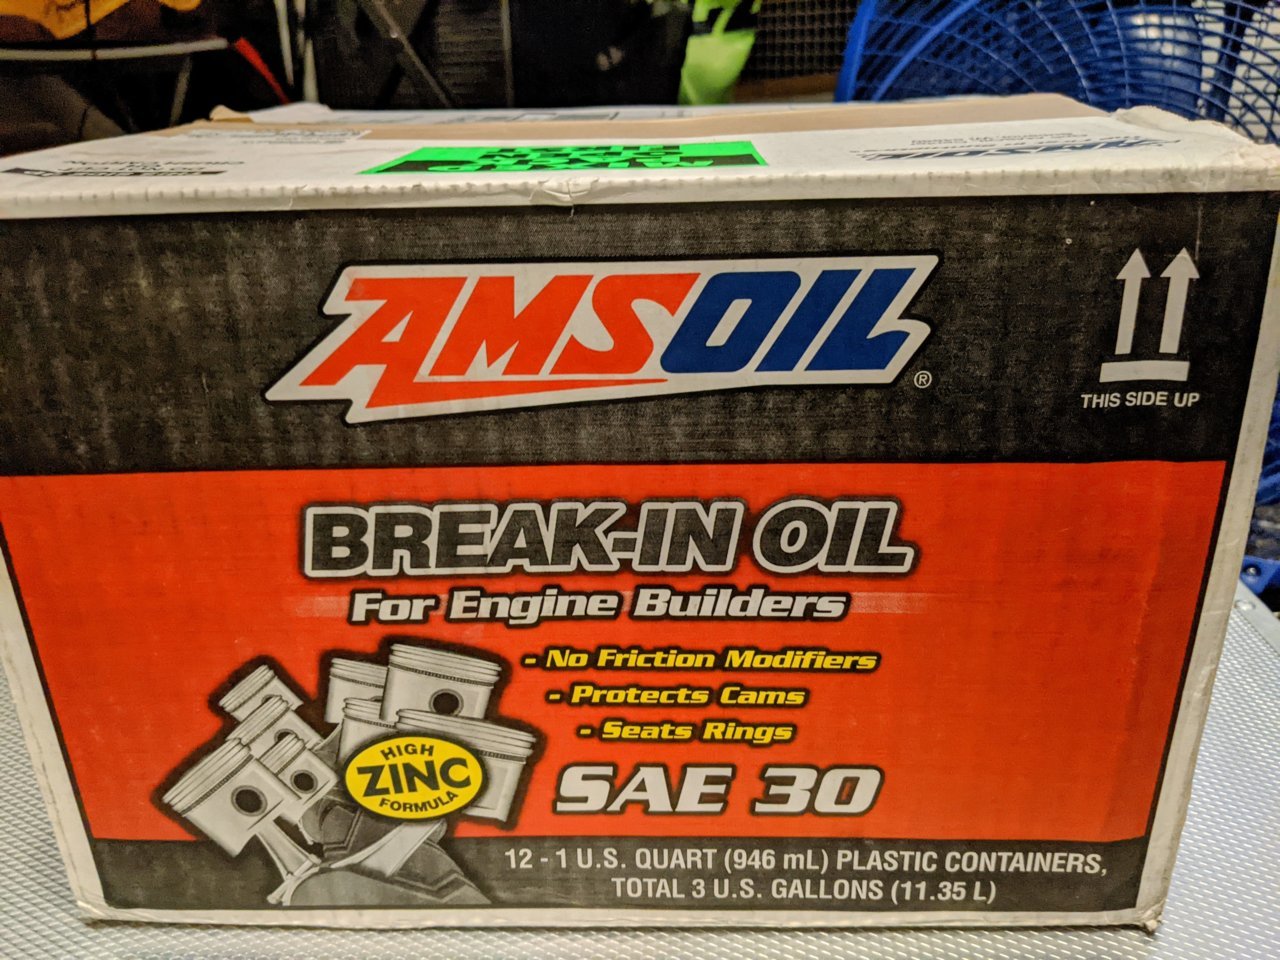 AMSOIL
AMSOIL®
THIS SIDE UP
BREAK-IN OIL
For Engine Builders
- No Friction Modifiers
- Protects Cams
- Seats Rings
HIGH
ZINC
FORMULA
SAE 30
12 - 1 U.S. QUART (946 mL) PLASTIC CONTAINERS,
TOTAL 3 U.S. GALLONS (11.35 L)